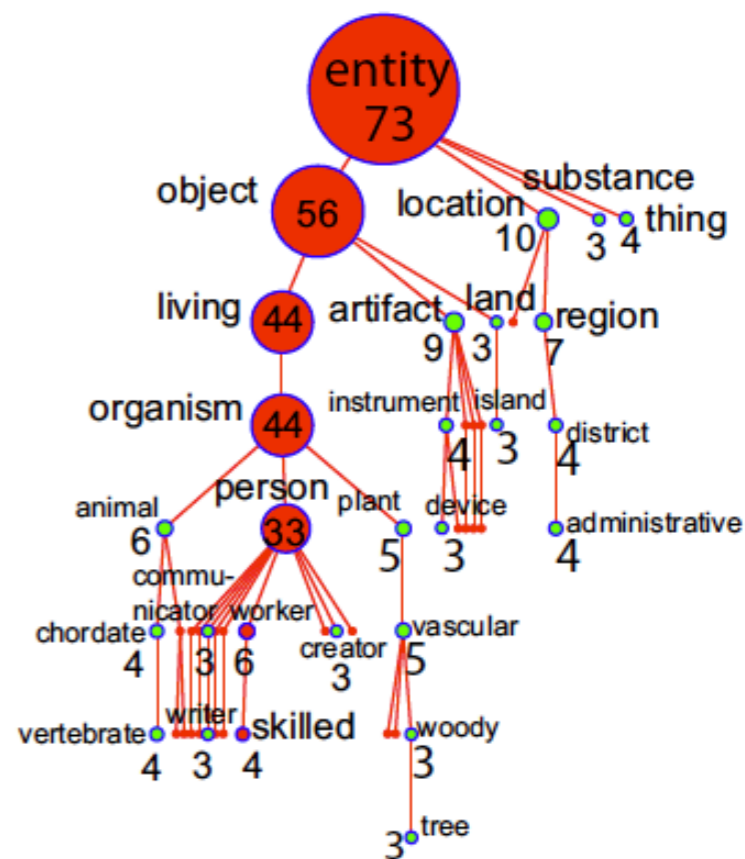 entity
73
substance
object
56
location
10
3
4
thing
living
44
artifact
9
land
3
region
7
organism
44
instrument
4
island
3
district
4
animal
6
person
33
plant
5
device
3
administrative
4
commu-
nicator
3
worker
6
chordate
4
creator
3
vascular
5
vertebrate
4
writer
3
skilled
4
woody
3
tree
3